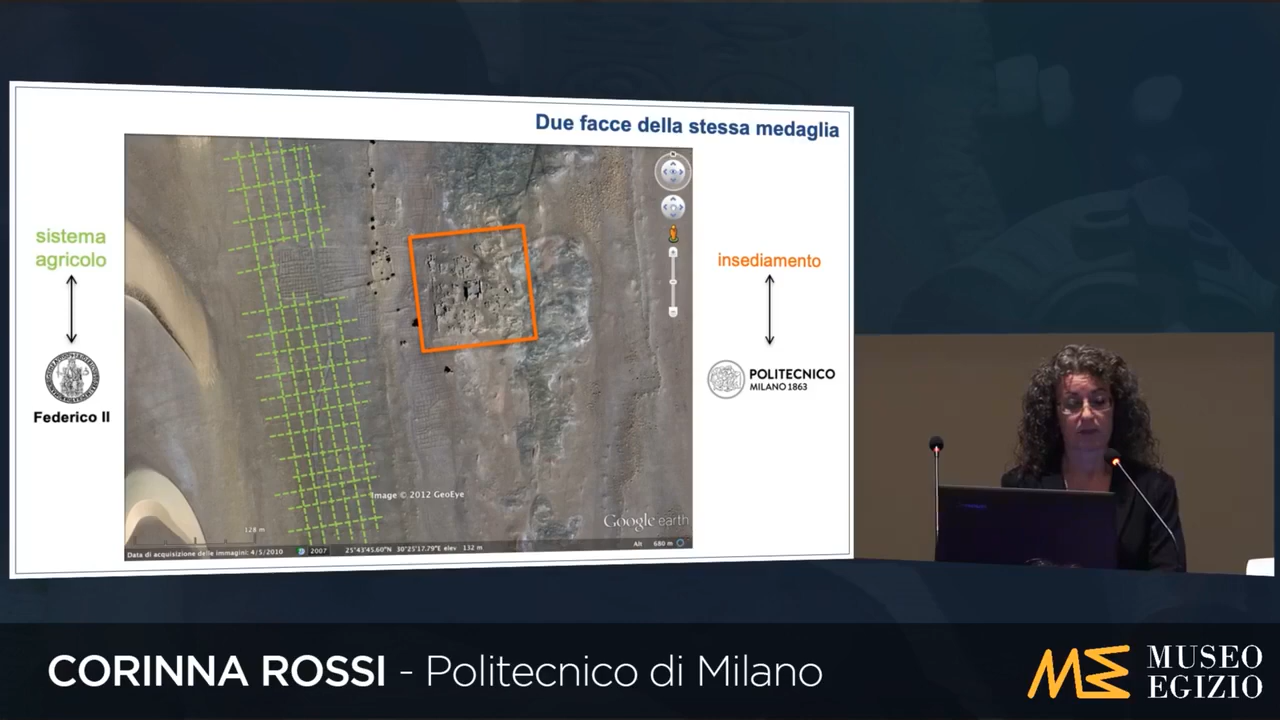 Due facce della stessa medaglia
sistema
agricolo
Federico II
insediamento
POLITECNICO
MILANO 1863
Image © 2012 GeoEye
Google earth
128 m
Data di acquisizione delle immagini: 4/5/2010
2007
25°43'45.60"N 30°25'17.79"E elev 132 m
Alt 680 m
CORINNA ROSSI - Politecnico di Milano
MUSEO
EGIZIO